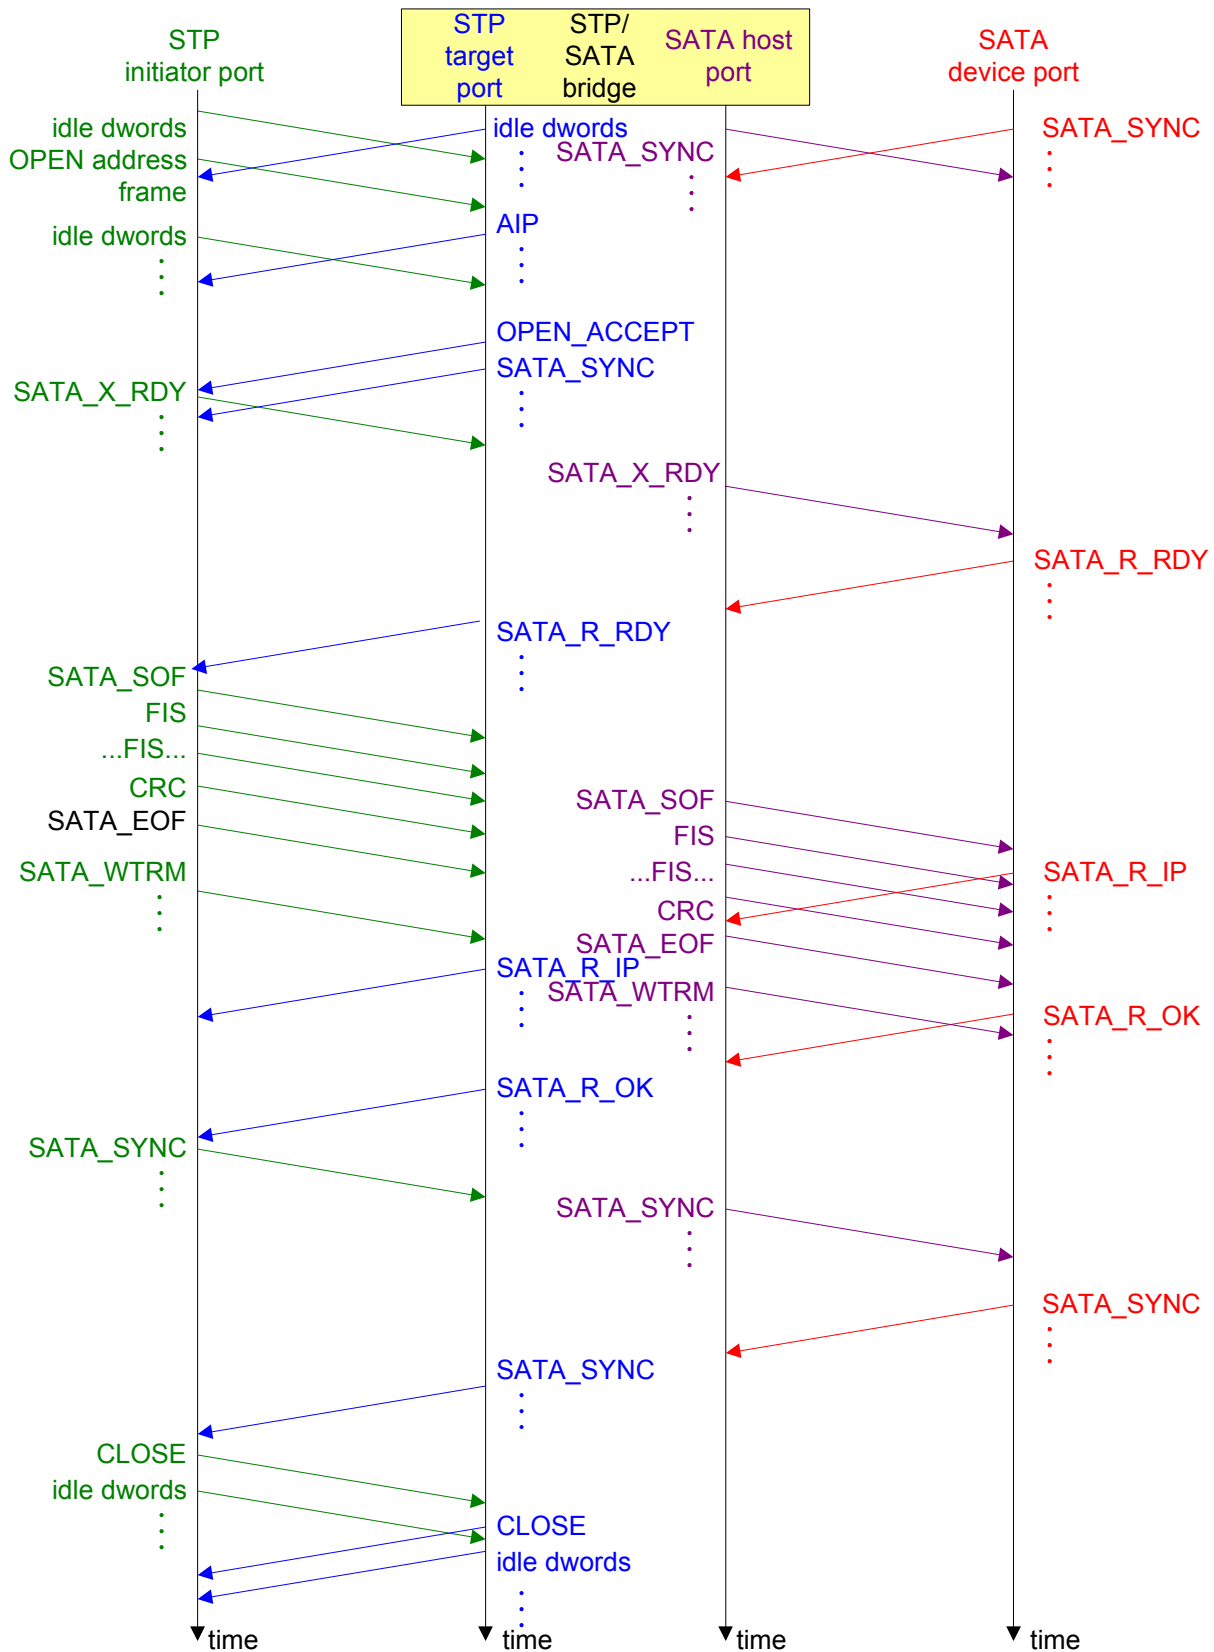 STP
initiator port
STP
target
port
STP/
SATA
bridge
SATA host
port
SATA
device port
idle dwords
idle dwords
SATA_SYNC
SATA_SYNC
OPEN address
frame
AIP
idle dwords
OPEN_ACCEPT
SATA_SYNC
SATA_X_RDY
SATA_X_RDY
SATA_R_RDY
SATA_R_RDY
SATA_SOF
FIS
...FIS...
CRC
SATA_EOF
SATA_SOF
FIS
SATA_WTRM
...FIS...
SATA_R_IP
CRC
SATA_EOF
SATA_R_IP
SATA_WTRM
SATA_R_OK
SATA_R_OK
SATA_SYNC
SATA_SYNC
SATA_SYNC
SATA_SYNC
CLOSE
idle dwords
CLOSE
idle dwords
time
time
time
time